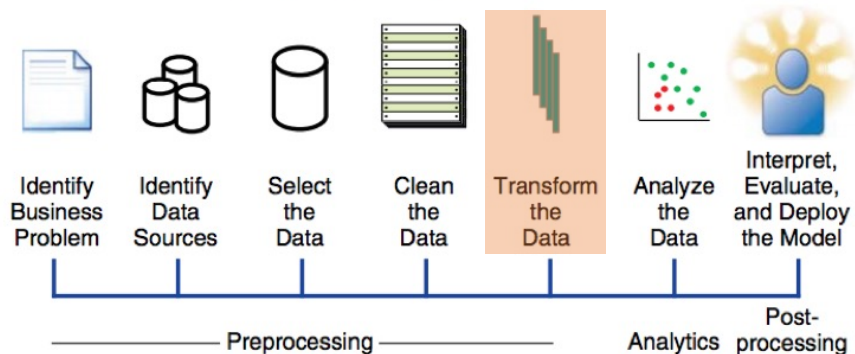 Identify
Business
Problem
Identify
Data
Sources
Select
the
Data
Clean
the
Data
Transform
the
Data
Analyze
the
Data
Interpret,
Evaluate,
and Deploy
the Model
Preprocessing
Analytics
Post-
processing